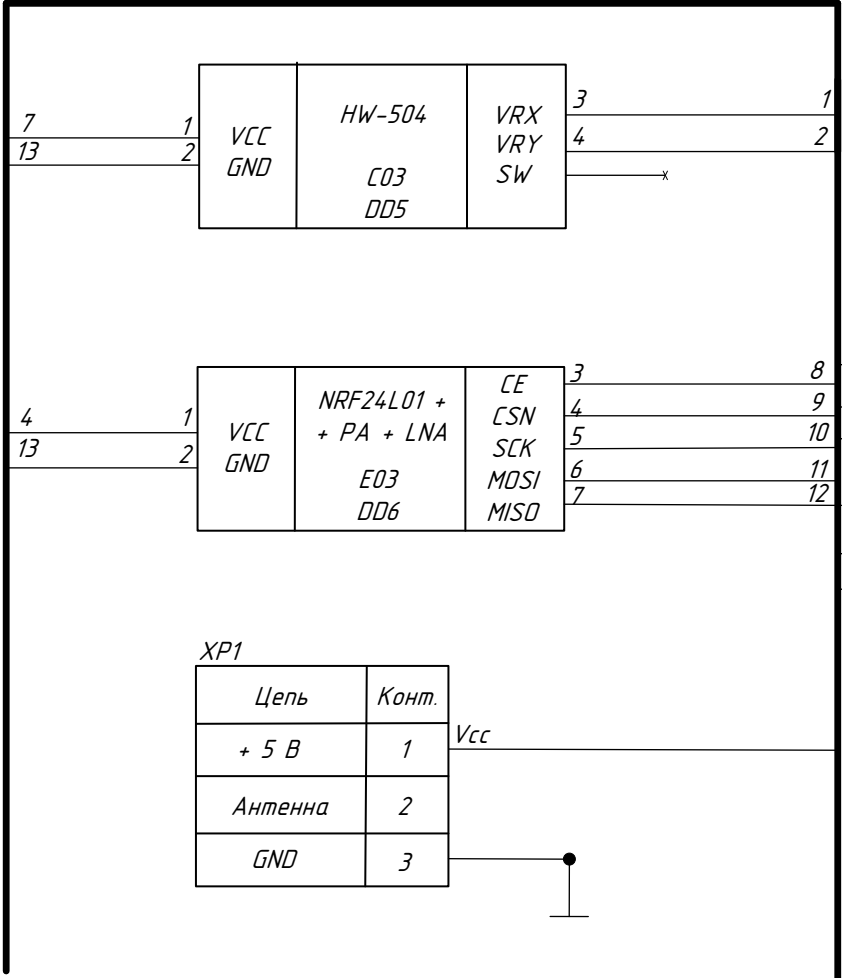 7 1 VCC HW-504 VRX 3 1
13 2 GND VRY 4 2
C03 SW
DD5
4 1 VCC NRF24L01 + CE 3 8
13 2 GND + PA + LNA CSN 4 9
E03 SCK 5 10
DD6 MOSI 6 11
MISO 7 12
XP1
Цепь Конт.
+ 5 В 1 Vcc
Антенна 2
GND 3